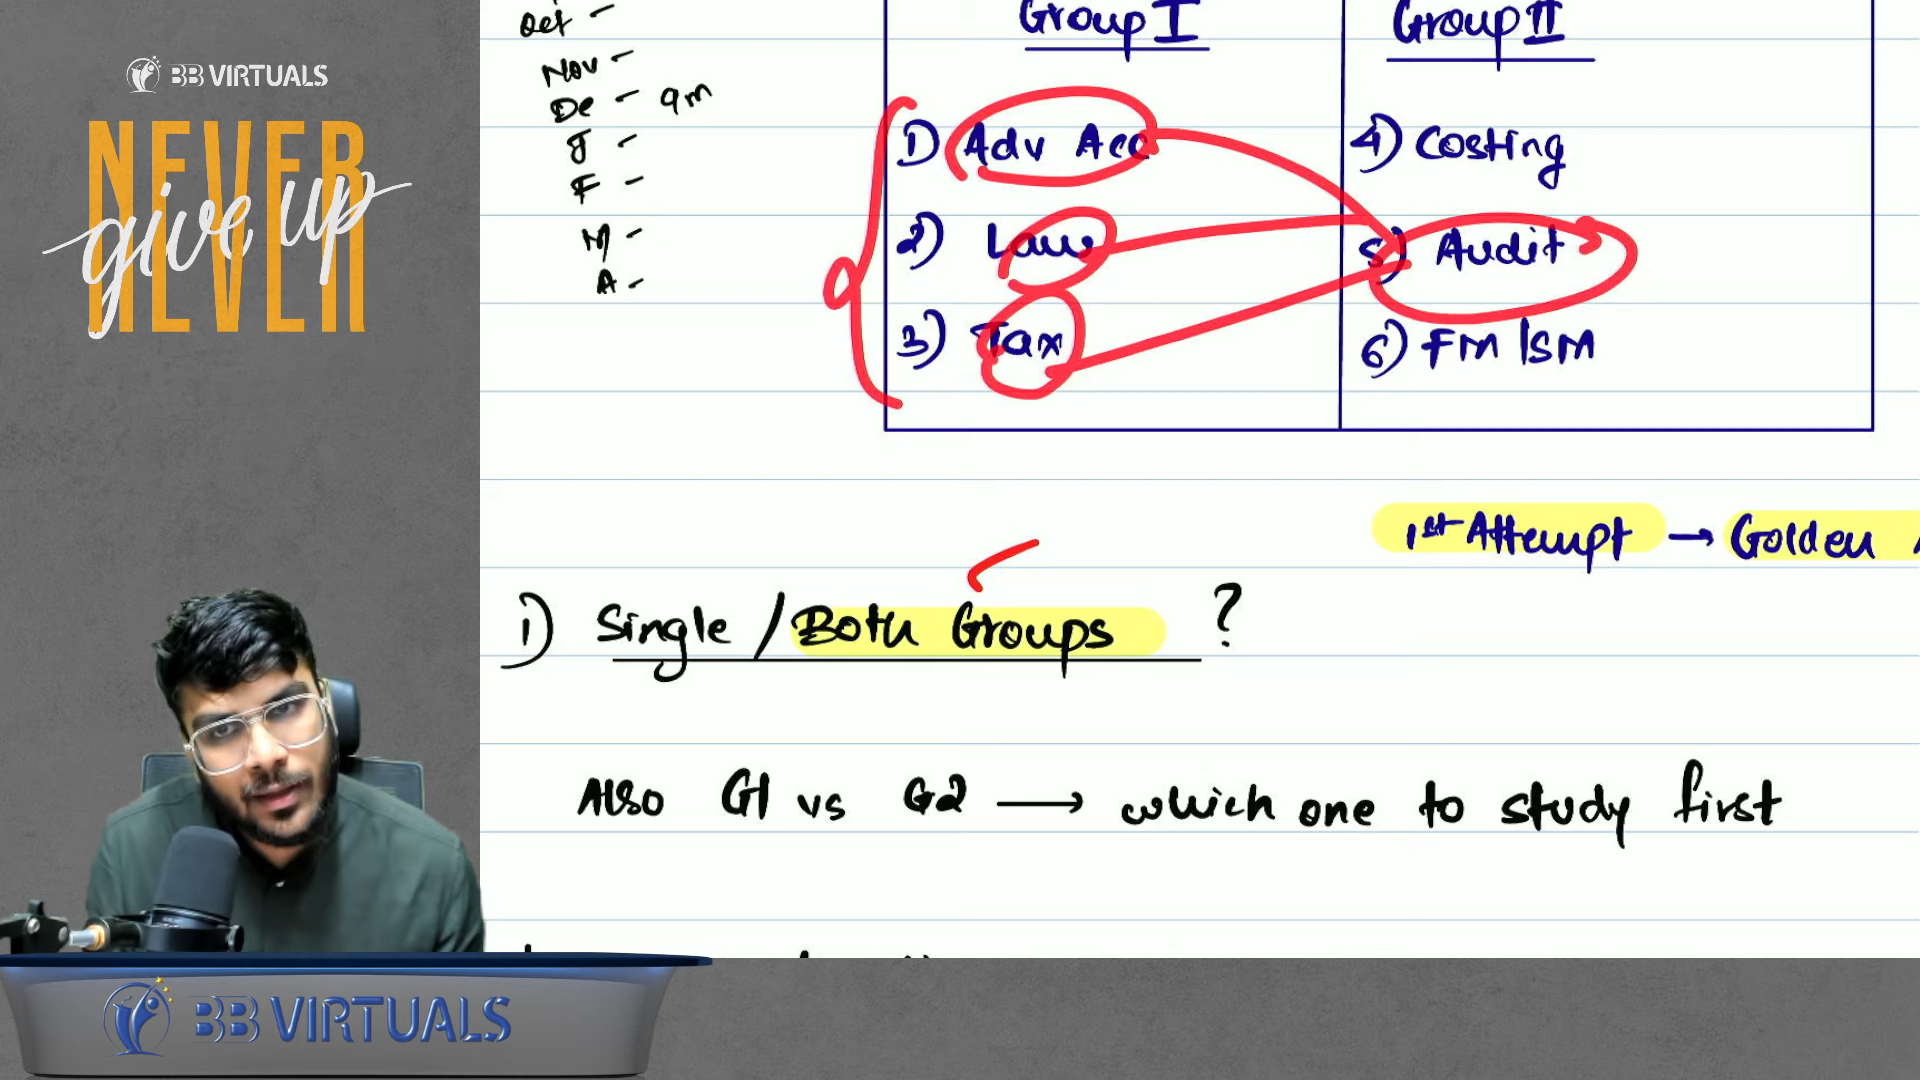 BB VIRTUALS
NEVER
give up
NEVER
Oct -
Nov -
De - 9m
J -
F -
M -
A -
Group I
Group II
1) Adv Acc
4) Costing
2) Law
5) Audit
3) Tax
6) FM/SM
1st Attempt → Golden
i) Single / Both Groups ?
Also G1 vs G2 → which one to study first
BB VIRTUALS